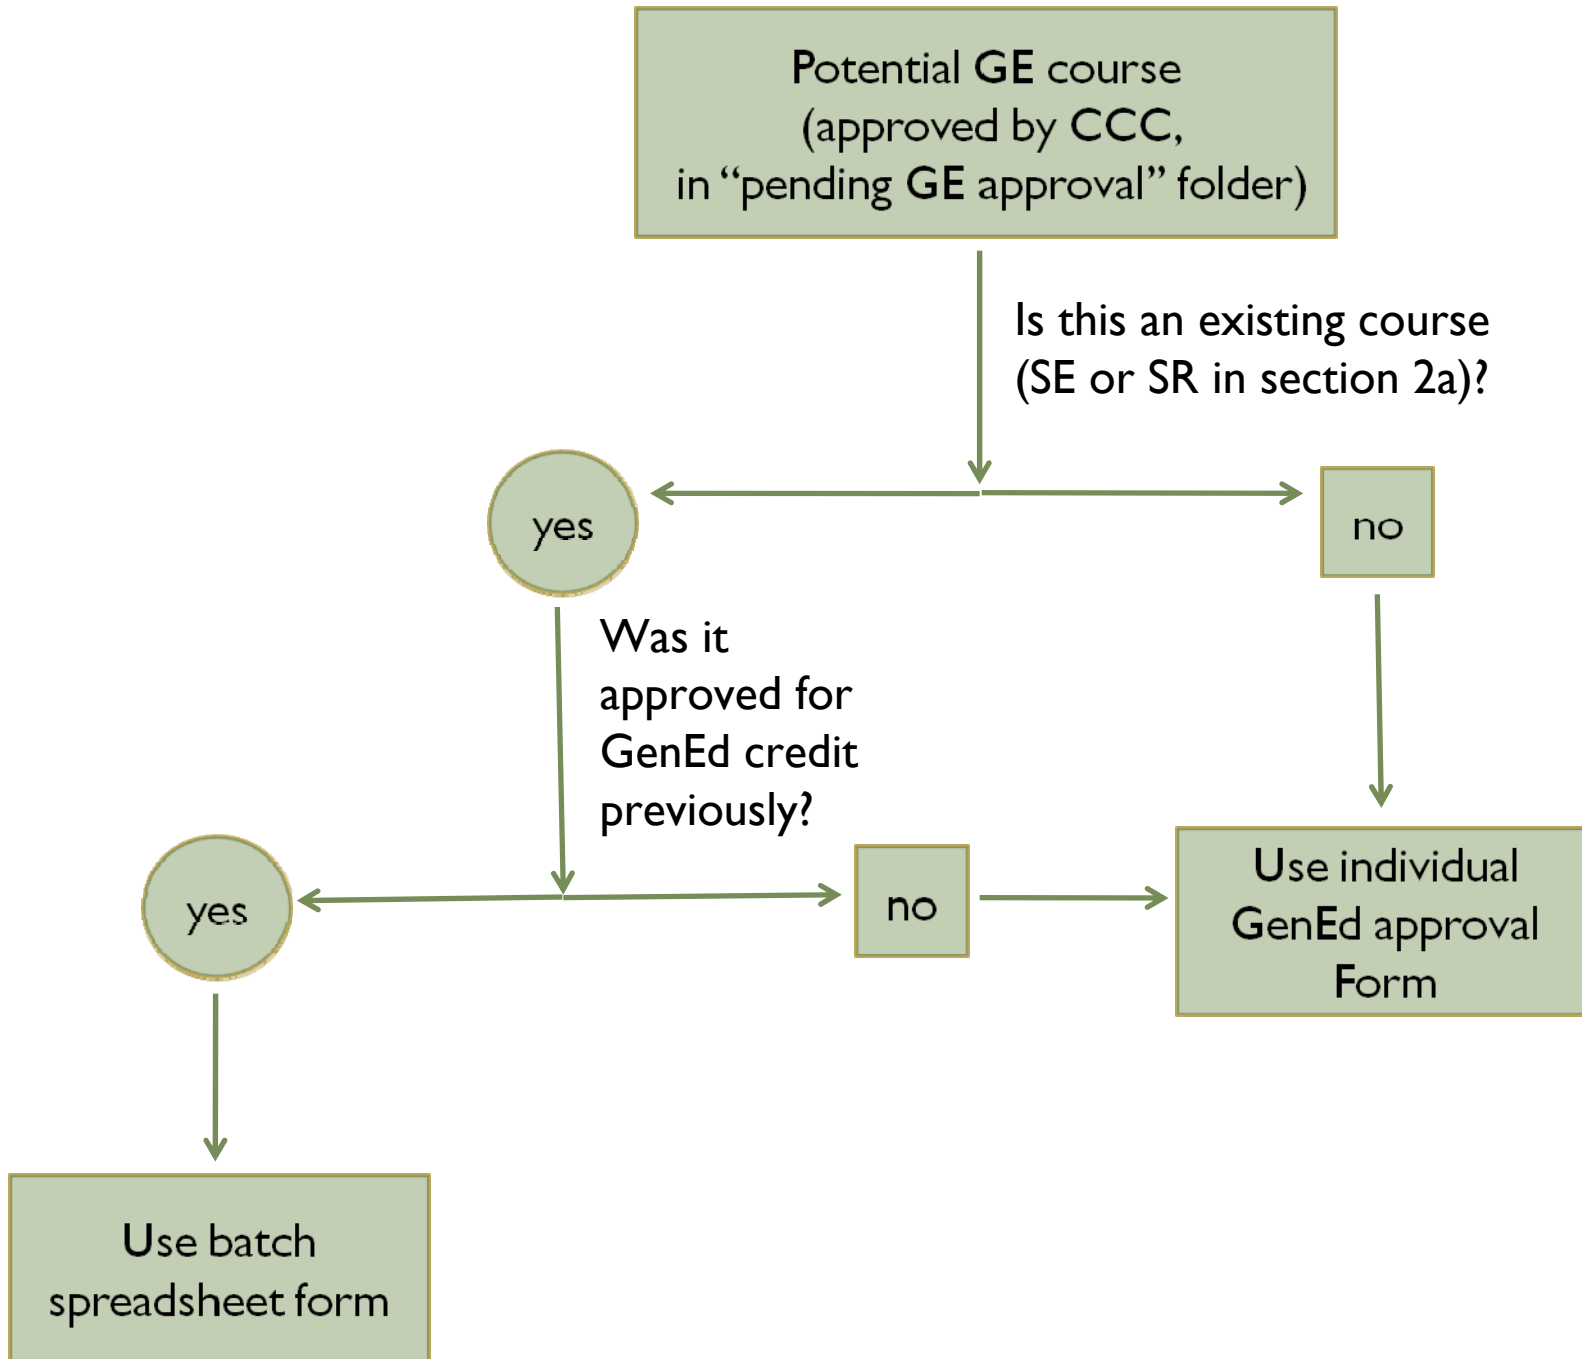 Potential GE course
(approved by CCC,
in “pending GE approval” folder)
Is this an existing course
(SE or SR in section 2a)?
yes
no
Was it
approved for
GenEd credit
previously?
yes
no
Use individual
GenEd approval
Form
Use batch
spreadsheet form